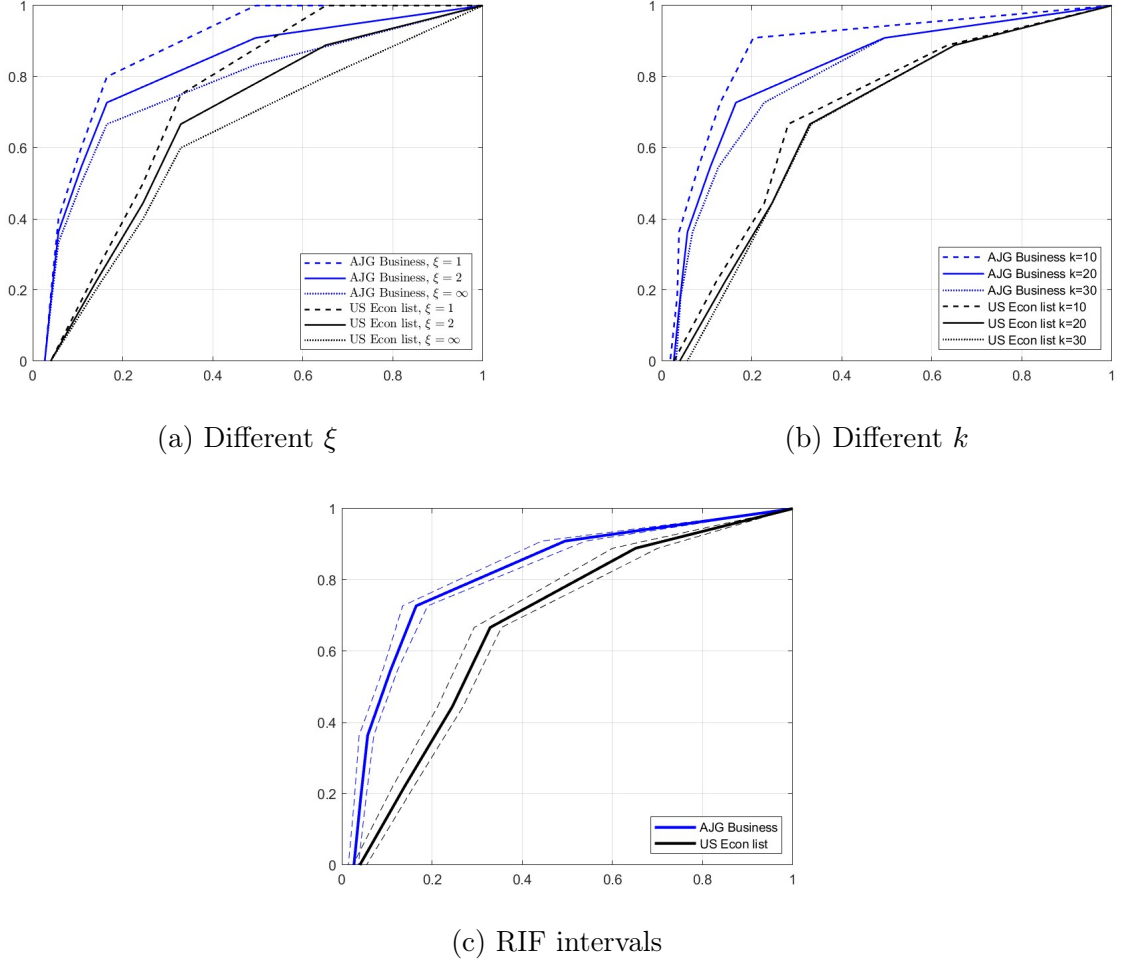 1
0.8
0.6
0.4
0.2
0
0 0.2 0.4 0.6 0.8 1
AJG Business, ξ = 1
AJG Business, ξ = 2
AJG Business, ξ = ∞
US Econ list, ξ = 1
US Econ list, ξ = 2
US Econ list, ξ = ∞
(a) Different ξ
1
0.8
0.6
0.4
0.2
0
0 0.2 0.4 0.6 0.8 1
AJG Business k=10
AJG Business k=20
AJG Business k=30
US Econ list k=10
US Econ list k=20
US Econ list k=30
(b) Different k
1
0.8
0.6
0.4
0.2
0
0 0.2 0.4 0.6 0.8 1
AJG Business
US Econ list
(c) RIF intervals